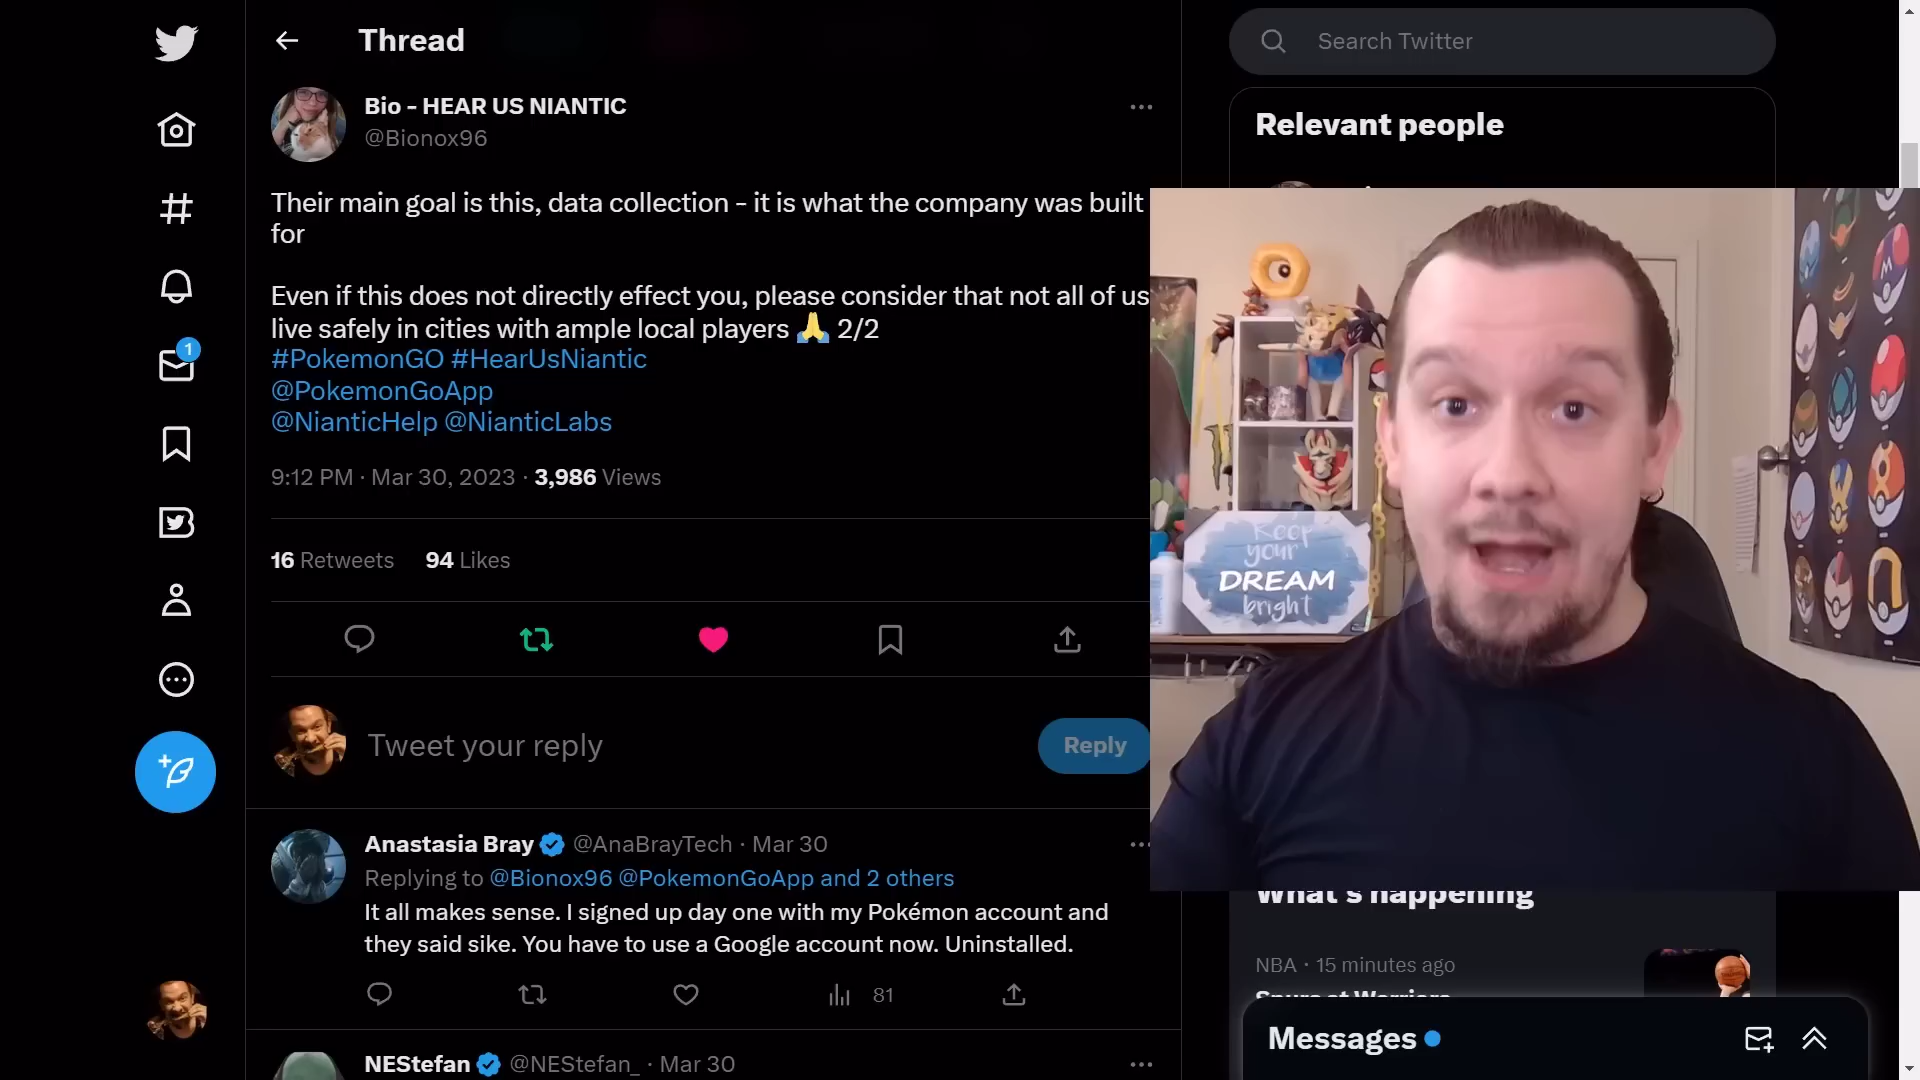 Thread
Search Twitter
Bio - HEAR US NIANTIC
@Bionox96
Relevant people
Their main goal is this, data collection - it is what the company was built
for
Even if this does not directly effect you, please consider that not all of us
live safely in cities with ample local players 🙏 2/2
#PokemonGO #HearUsNiantic
@PokemonGoApp
@NianticHelp @NianticLabs
1
9:12 PM · Mar 30, 2023 · 3,986 Views
16 Retweets 94 Likes
Keep
your
DREAM
bright
Tweet your reply
Reply
Anastasia Bray @AnaBrayTech · Mar 30
Replying to @Bionox96 @PokemonGoApp and 2 others
It all makes sense. I signed up day one with my Pokémon account and
they said sike. You have to use a Google account now. Uninstalled.
81
What's happening
NBA · 15 minutes ago
Spurs at Warriors
Messages
NEStefan @NEStefan_ · Mar 30